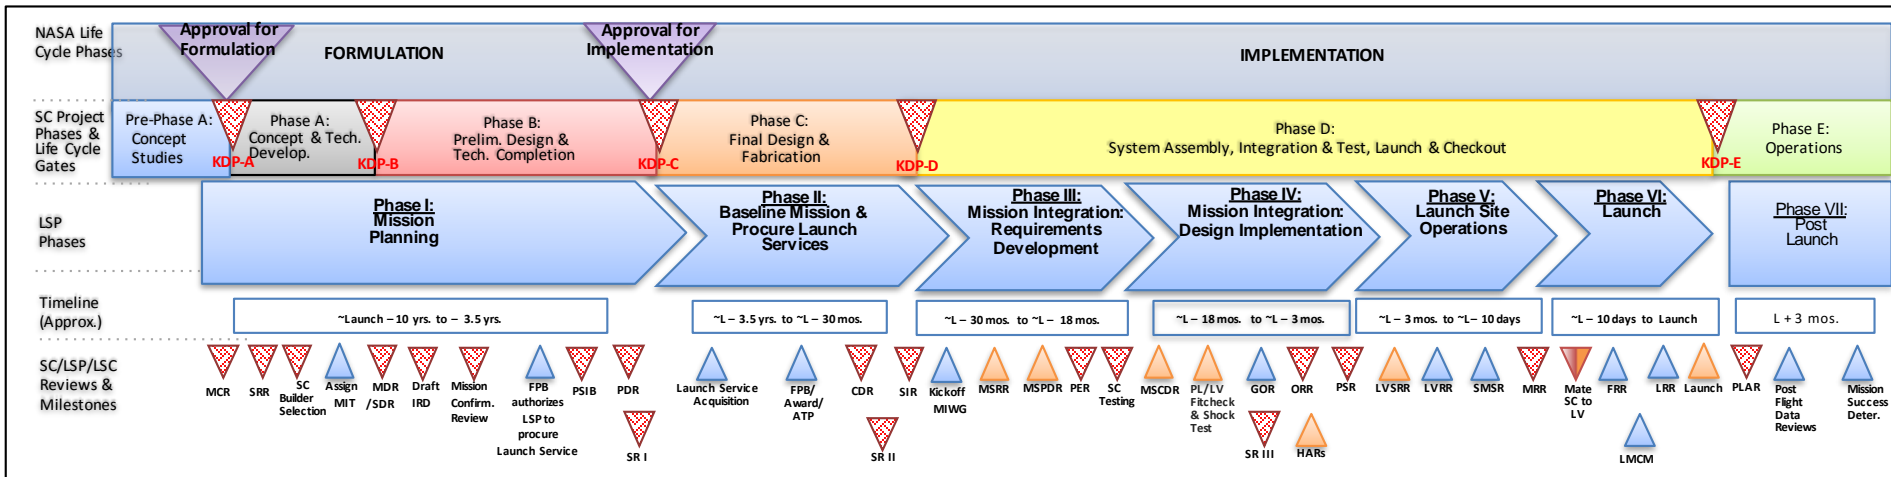 NASA Life
Cycle Phases
Approval for
Formulation
FORMULATION
Approval for
Implementation
IMPLEMENTATION
SC Project
Phases &
Life Cycle
Gates
Pre-Phase A:
Concept
Studies
KDP-A
Phase A:
Concept & Tech.
Develop.
KDP-B
Phase B:
Prelim. Design &
Tech. Completion
KDP-C
Phase C:
Final Design &
Fabrication
KDP-D
Phase D:
System Assembly, Integration & Test, Launch & Checkout
KDP-E
Phase E:
Operations
LSP
Phases
Phase I:
Mission
Planning
Phase II:
Baseline Mission &
Procure Launch
Services
Phase III:
Mission Integration:
Requirements
Development
Phase IV:
Mission Integration:
Design Implementation
Phase V:
Launch Site
Operations
Phase VI:
Launch
Phase VII:
Post
Launch
Timeline
(Approx.)
~Launch – 10 yrs. to – 3.5 yrs.
~L – 3.5 yrs. to ~L – 30 mos.
~L – 30 mos. to ~L – 18 mos.
~L – 18 mos. to ~L – 3 mos.
~L – 3 mos. to ~L – 10 days
~L – 10 days to Launch
L + 3 mos.
SC/LSP/LSC
Reviews &
Milestones
MCR
SRR
SC
Builder
Selection
Assign
MIT
MDR
/SDR
Draft
IRD
Mission
Confirm.
Review
FPB
authorizes
LSP to
procure
Launch Service
PSIB
PDR
SR I
Launch Service
Acquisition
FPB/
Award/
ATP
CDR
SR II
SIR
Kickoff
MIWG
MSRR
MSPDR
PER
SC
Testing
MSCDR
PL/LV
Fitcheck
& Shock
Test
GOR
SR III
ORR
HARs
PSR
LVSRR
LVRR
SMSR
MRR
Mate
SC to
LV
FRR
LMCM
LRR
Launch
PLAR
Post
Flight
Data
Reviews
Mission
Success
Deter.